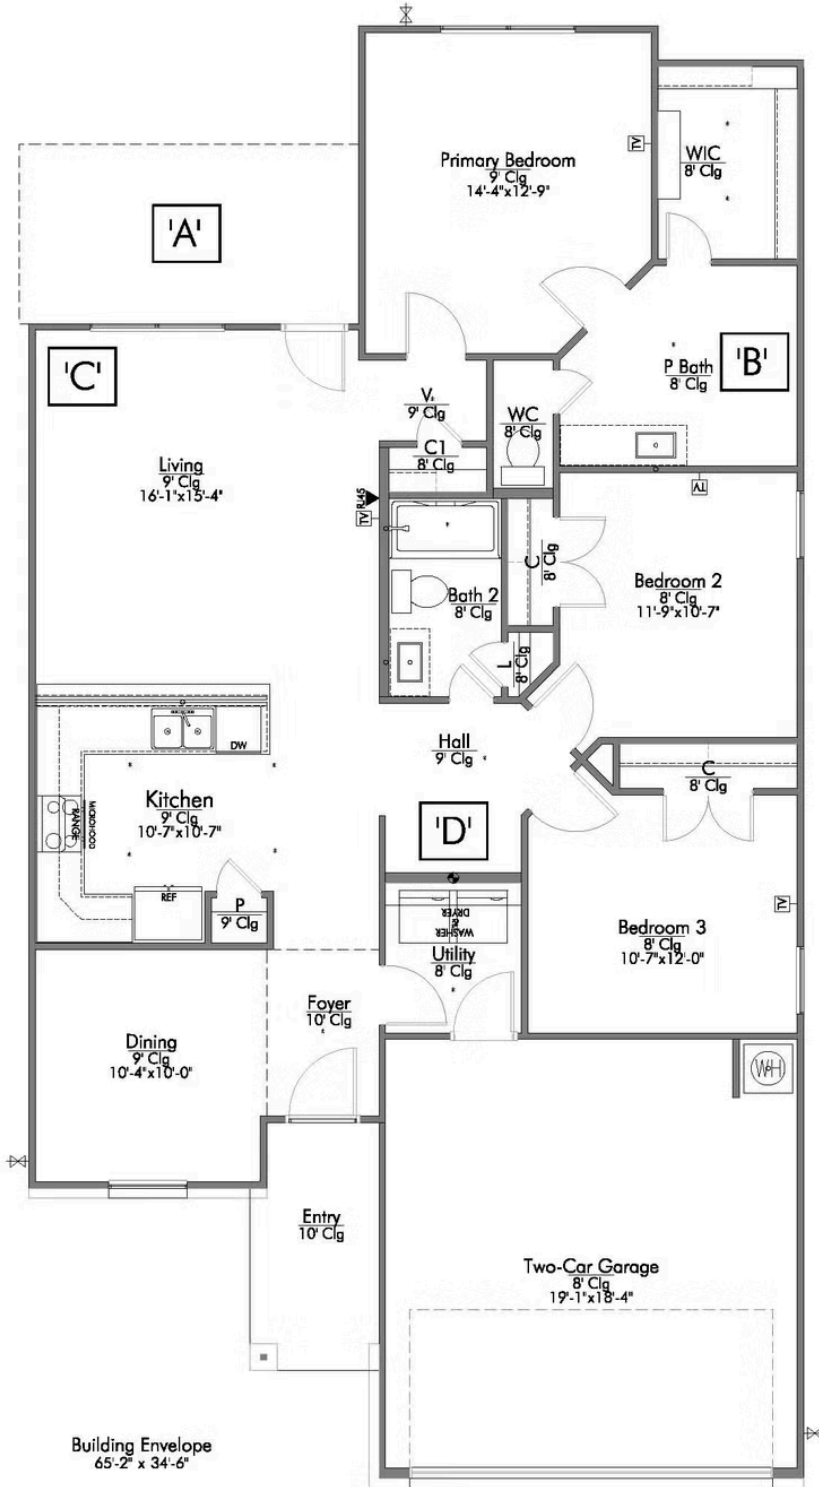 Primary Bedroom
9' Clg
14'-4"x12'-9"
TV
WIC
8' Clg
'A'
'C'
V.
9' Clg
WC
8' Clg
P Bath
8' Clg
'B'
C1
8' Clg
Living
9' Clg
16'-1"x15'-4"
RJ45
TV
TV
C
8' Clg
Bedroom 2
8' Clg
11'-9"x10'-7"
Bath 2
8' Clg
L
8' Clg
DW
Hall
9' Clg
C
8' Clg
Kitchen
9' Clg
10'-7"x10'-7"
RANGE
MICROHOOD
'D'
REF
P
9' Clg
WASHER
&
DRYER
Utility
8' Clg
TV
Bedroom 3
8' Clg
10'-7"x12'-0"
Foyer
10' Clg
Dining
9' Clg
10'-4"x10'-0"
WH
Entry
10' Clg
Two-Car Garage
8' Clg
19'-1"x18'-4"
Building Envelope
65'-2" x 34'-6"